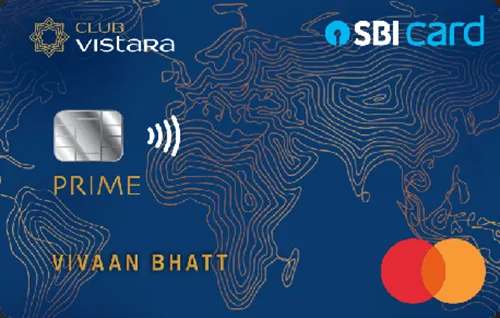 CLUB
VISTARA
SBI card
PRIME
VIVAAN BHATT